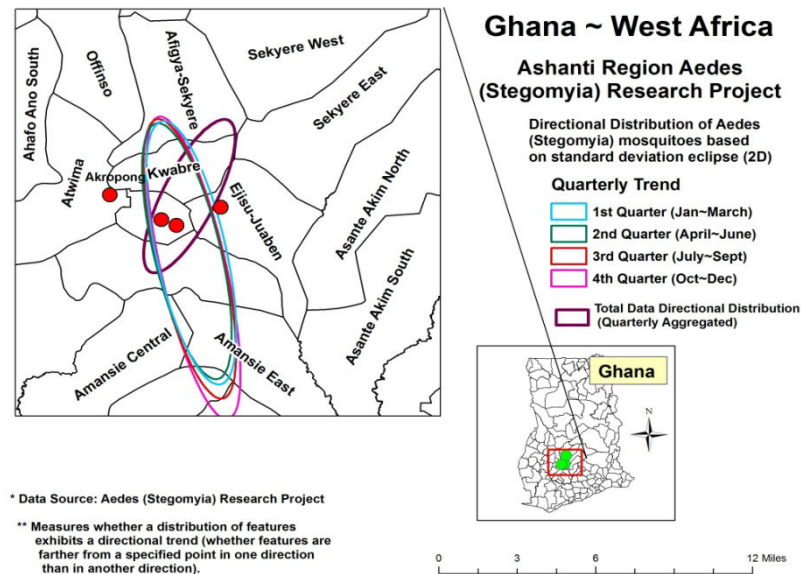 Ghana ~ West Africa
Ashanti Region Aedes
(Stegomyia) Research Project
Directional Distribution of Aedes
(Stegomyia) mosquitoes based
on standard deviation eclipse (2D)
Quarterly Trend
1st Quarter (Jan~March)
2nd Quarter (April~June)
3rd Quarter (July~Sept)
4th Quarter (Oct~Dec)
Total Data Directional Distribution
(Quarterly Aggregated)
Ahafo Ano South
Offinso
Afigya-Sekyere
Sekyere West
Sekyere East
Atwima
Akropong
Kwabre
Ejisu-Juaben
Asante Akim North
Asante Akim South
Amansie Central
Amansie East
Ghana
N
* Data Source: Aedes (Stegomyia) Research Project
** Measures whether a distribution of features
exhibits a directional trend (whether features are
farther from a specified point in one direction
than in another direction).
0 3 6 12 Miles